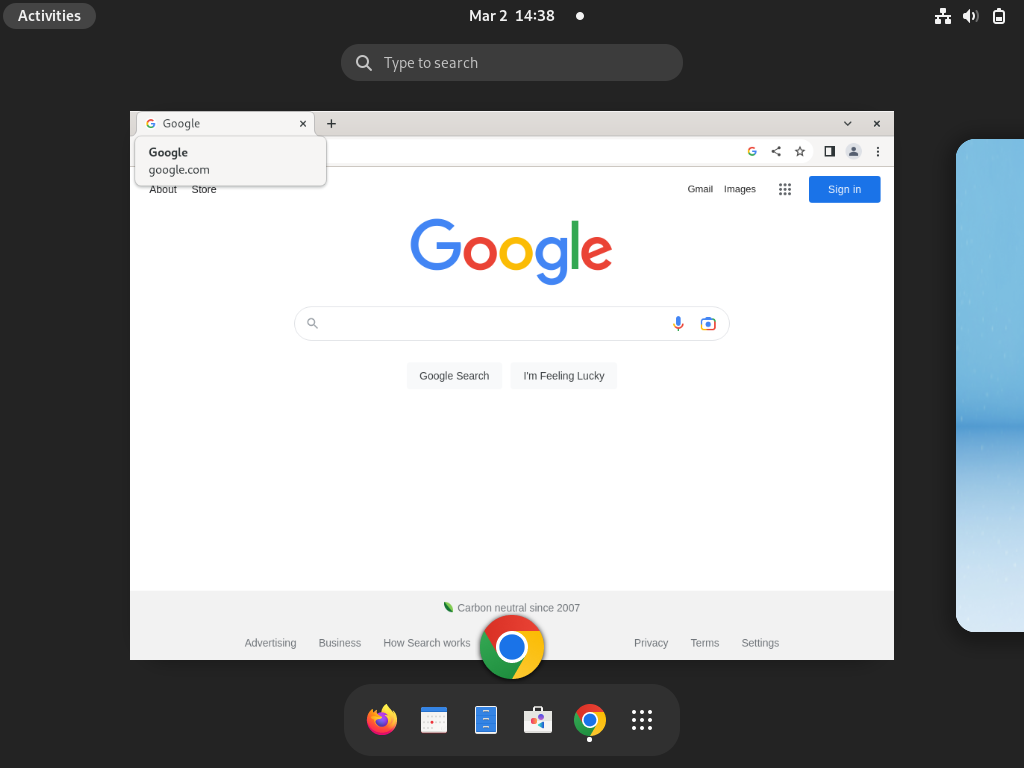 Activities
Mar 2 14:38
Type to search
Google
Google
google.com
About Store
Gmail Images
Sign in
Google
Google Search I'm Feeling Lucky
Carbon neutral since 2007
Advertising Business How Search works Privacy Terms Settings